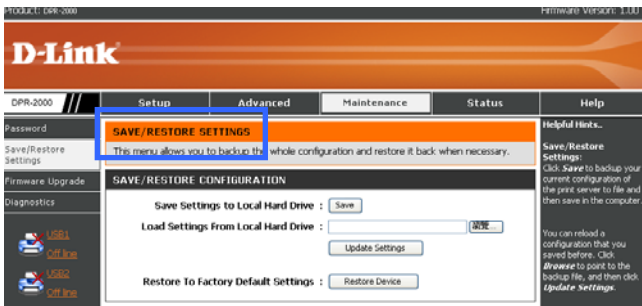 Product: DPR-2000
Firmware Version: 1.00
D-Link
DPR-2000
Setup
Advanced
Maintenance
Status
Help
Password
Save/Restore
Settings
Firmware Upgrade
Diagnostics
USB1
Off line
USB2
Off line
SAVE/RESTORE SETTINGS
This menu allows you to backup the whole configuration and restore it back when necessary.
SAVE/RESTORE CONFIGURATION
Save Settings to Local Hard Drive : Save
Load Settings From Local Hard Drive : 瀏覽...
Update Settings
Restore To Factory Default Settings : Restore Device
Helpful Hints..
Save/Restore
Settings:
Click Save to backup your
current configuration of
the print server to file and
then save in the computer.
You can reload a
configuration that you
saved before. Click
Browse to point to the
backup file, and then click
Update Settings.